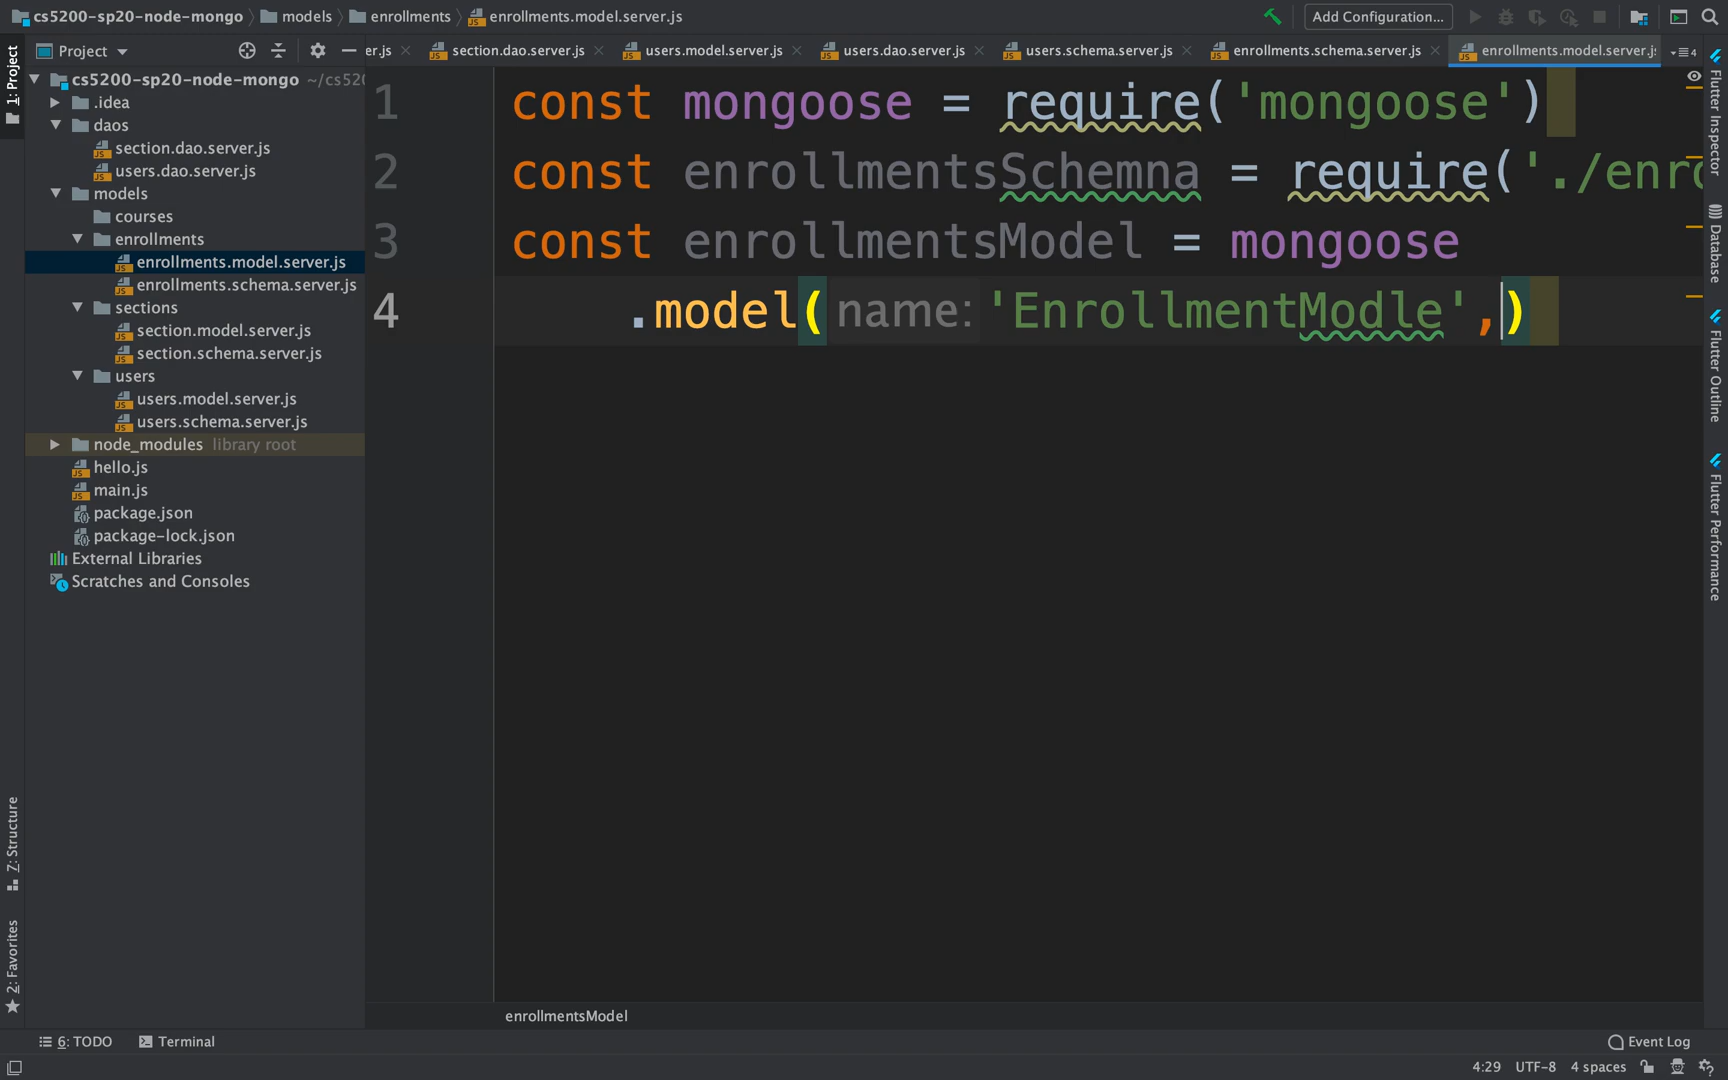 cs5200-sp20-node-mongo models enrollments enrollments.model.server.js Add Configuration...
Project er.js section.dao.server.js users.model.server.js users.dao.server.js users.schema.server.js enrollments.schema.server.js enrollments.model.server.js 4
1: Project
cs5200-sp20-node-mongo ~/cs520
.idea
daos
section.dao.server.js
users.dao.server.js
models
courses
enrollments
enrollments.model.server.js
enrollments.schema.server.js
sections
section.model.server.js
section.schema.server.js
users
users.model.server.js
users.schema.server.js
node_modules library root
hello.js
main.js
package.json
package-lock.json
External Libraries
Scratches and Consoles
1 const mongoose = require('mongoose')
2 const enrollmentsSchemna = require('./enro
3 const enrollmentsModel = mongoose
4 .model( name: 'EnrollmentModle',)
Flutter Inspector
Database
Flutter Outline
Flutter Performance
Z: Structure
2: Favorites
enrollmentsModel
6: TODO Terminal Event Log
4:29 UTF-8 4 spaces